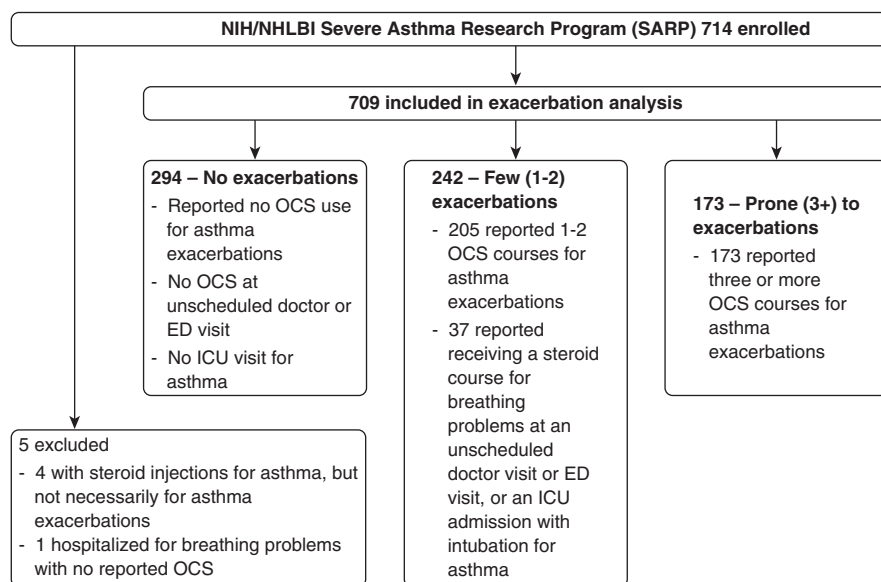 NIH/NHLBI Severe Asthma Research Program (SARP) 714 enrolled
709 included in exacerbation analysis
294 – No exacerbations
- Reported no OCS use
for asthma
exacerbations
- No OCS at
unscheduled doctor or
ED visit
- No ICU visit for
asthma
242 – Few (1-2)
exacerbations
- 205 reported 1-2
OCS courses for
asthma
exacerbations
- 37 reported
receiving a steroid
course for
breathing
problems at an
unscheduled
doctor visit or ED
visit, or an ICU
admission with
intubation for
asthma
173 – Prone (3+) to
exacerbations
- 173 reported
three or more
OCS courses for
asthma
exacerbations
5 excluded
- 4 with steroid injections for asthma, but
not necessarily for asthma
exacerbations
- 1 hospitalized for breathing problems
with no reported OCS